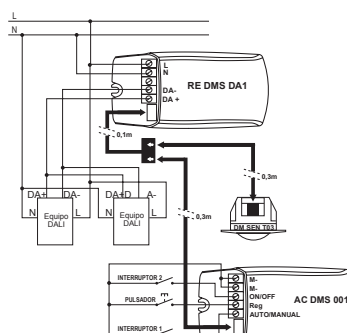 L
N
L
N
RE DMS DA1
DA-
DA +
0,1m
0,3m
DA+ DA- DA+D A-
N Equipo DALI L N Equipo DALI L
0,3m
DM SEN T03
INTERRUPTOR 2
M-
M-
ON/OFF
AC DMS 001
PULSADOR
Reg
AUTO/MANUAL
INTERRUPTOR 1